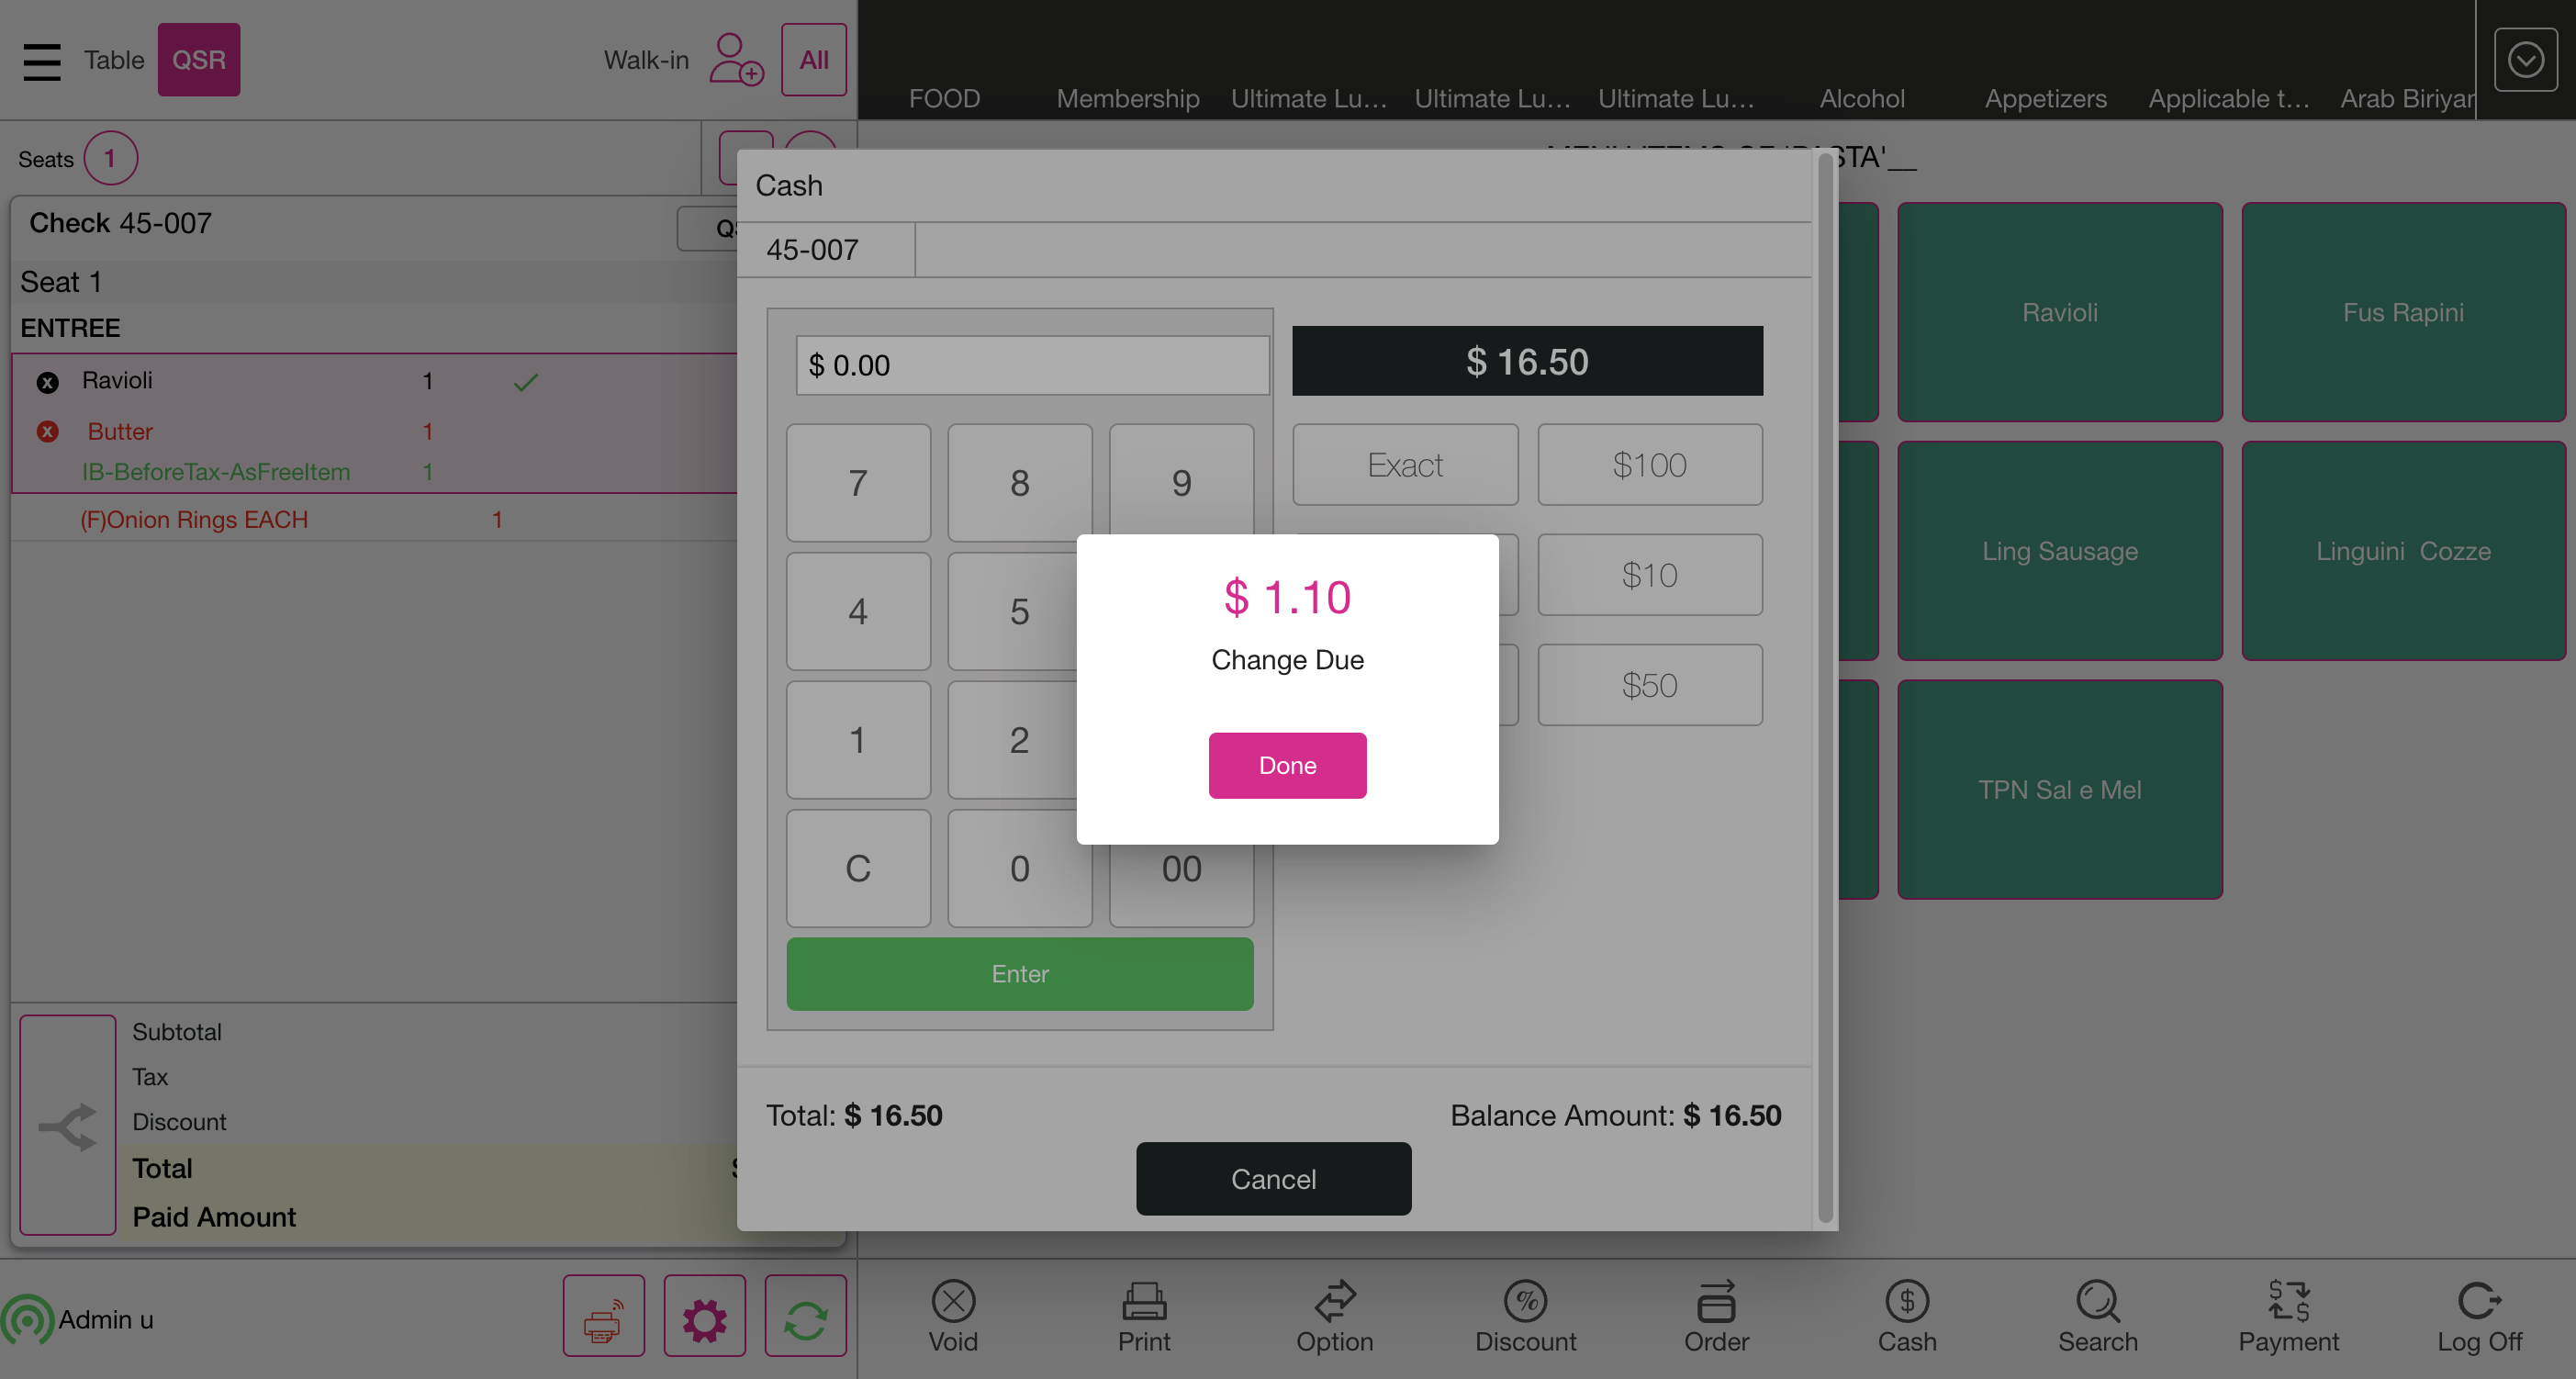 Table
QSR
Walk-in
All
FOOD
Membership
Ultimate Lu...
Ultimate Lu...
Ultimate Lu...
Alcohol
Appetizers
Applicable t...
Arab Biriyar
Seats 1
Check 45-007
Seat 1
ENTREE
Ravioli 1
Butter 1
IB-BeforeTax-AsFreeItem 1
(F)Onion Rings EACH 1
Subtotal
Tax
Discount
Total
Paid Amount
Cash
45-007
$ 0.00
7 8 9
4 5
1 2
C 0 00
Enter
$ 16.50
Exact $100
$10
$50
$ 1.10
Change Due
Done
Total: $ 16.50
Balance Amount: $ 16.50
Cancel
Ravioli
Fus Rapini
Ling Sausage
Linguini Cozze
TPN Sal e Mel
Admin u
Void
Print
Option
Discount
Order
Cash
Search
Payment
Log Off